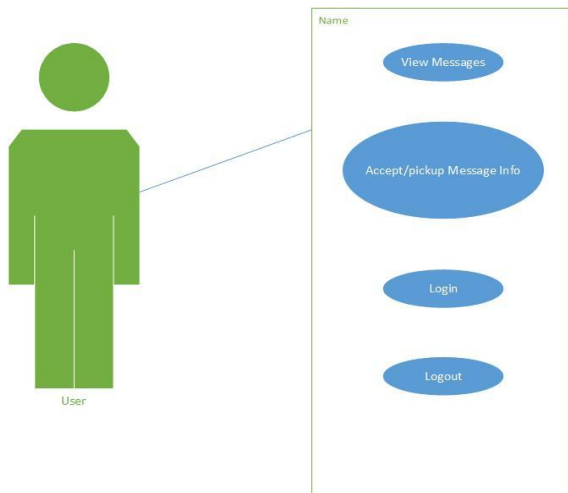 Name
View Messages
Accept/pickup Message Info
Login
Logout
User